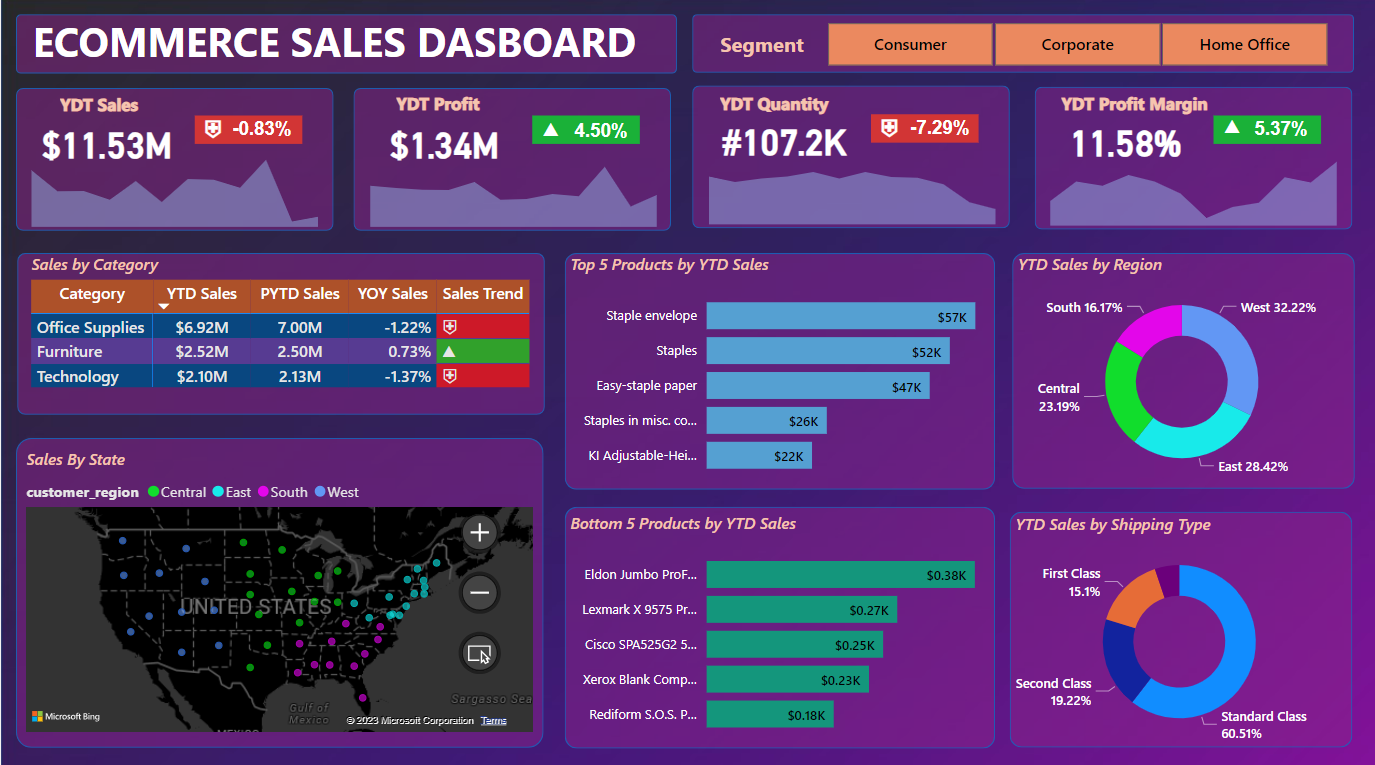 ECOMMERCE SALES DASBOARD
Segment
Consumer
Corporate
Home Office
YDT Sales
$11.53M
-0.83%
YDT Profit
$1.34M
4.50%
YDT Quantity
#107.2K
-7.29%
YDT Profit Margin
11.58%
5.37%
Sales by Category
Category YTD Sales PYTD Sales YOY Sales Sales Trend
Office Supplies $6.92M 7.00M -1.22%
Furniture $2.52M 2.50M 0.73%
Technology $2.10M 2.13M -1.37%
Top 5 Products by YTD Sales
Staple envelope $57K
Staples $52K
Easy-staple paper $47K
Staples in misc. co... $26K
KI Adjustable-Hei... $22K
YTD Sales by Region
South 16.17%
West 32.22%
Central
23.19%
East 28.42%
Sales By State
customer_region Central East South West
UNITED STATES
Gulf of
Mexico
Sargasso Sea
MEXICO
Microsoft Bing
© 2023 Microsoft Corporation Terms
Bottom 5 Products by YTD Sales
Eldon Jumbo ProF... $0.38K
Lexmark X 9575 Pr... $0.27K
Cisco SPA525G2 5... $0.25K
Xerox Blank Comp... $0.23K
Rediform S.O.S. P... $0.18K
YTD Sales by Shipping Type
First Class
15.1%
Second Class
19.22%
Standard Class
60.51%